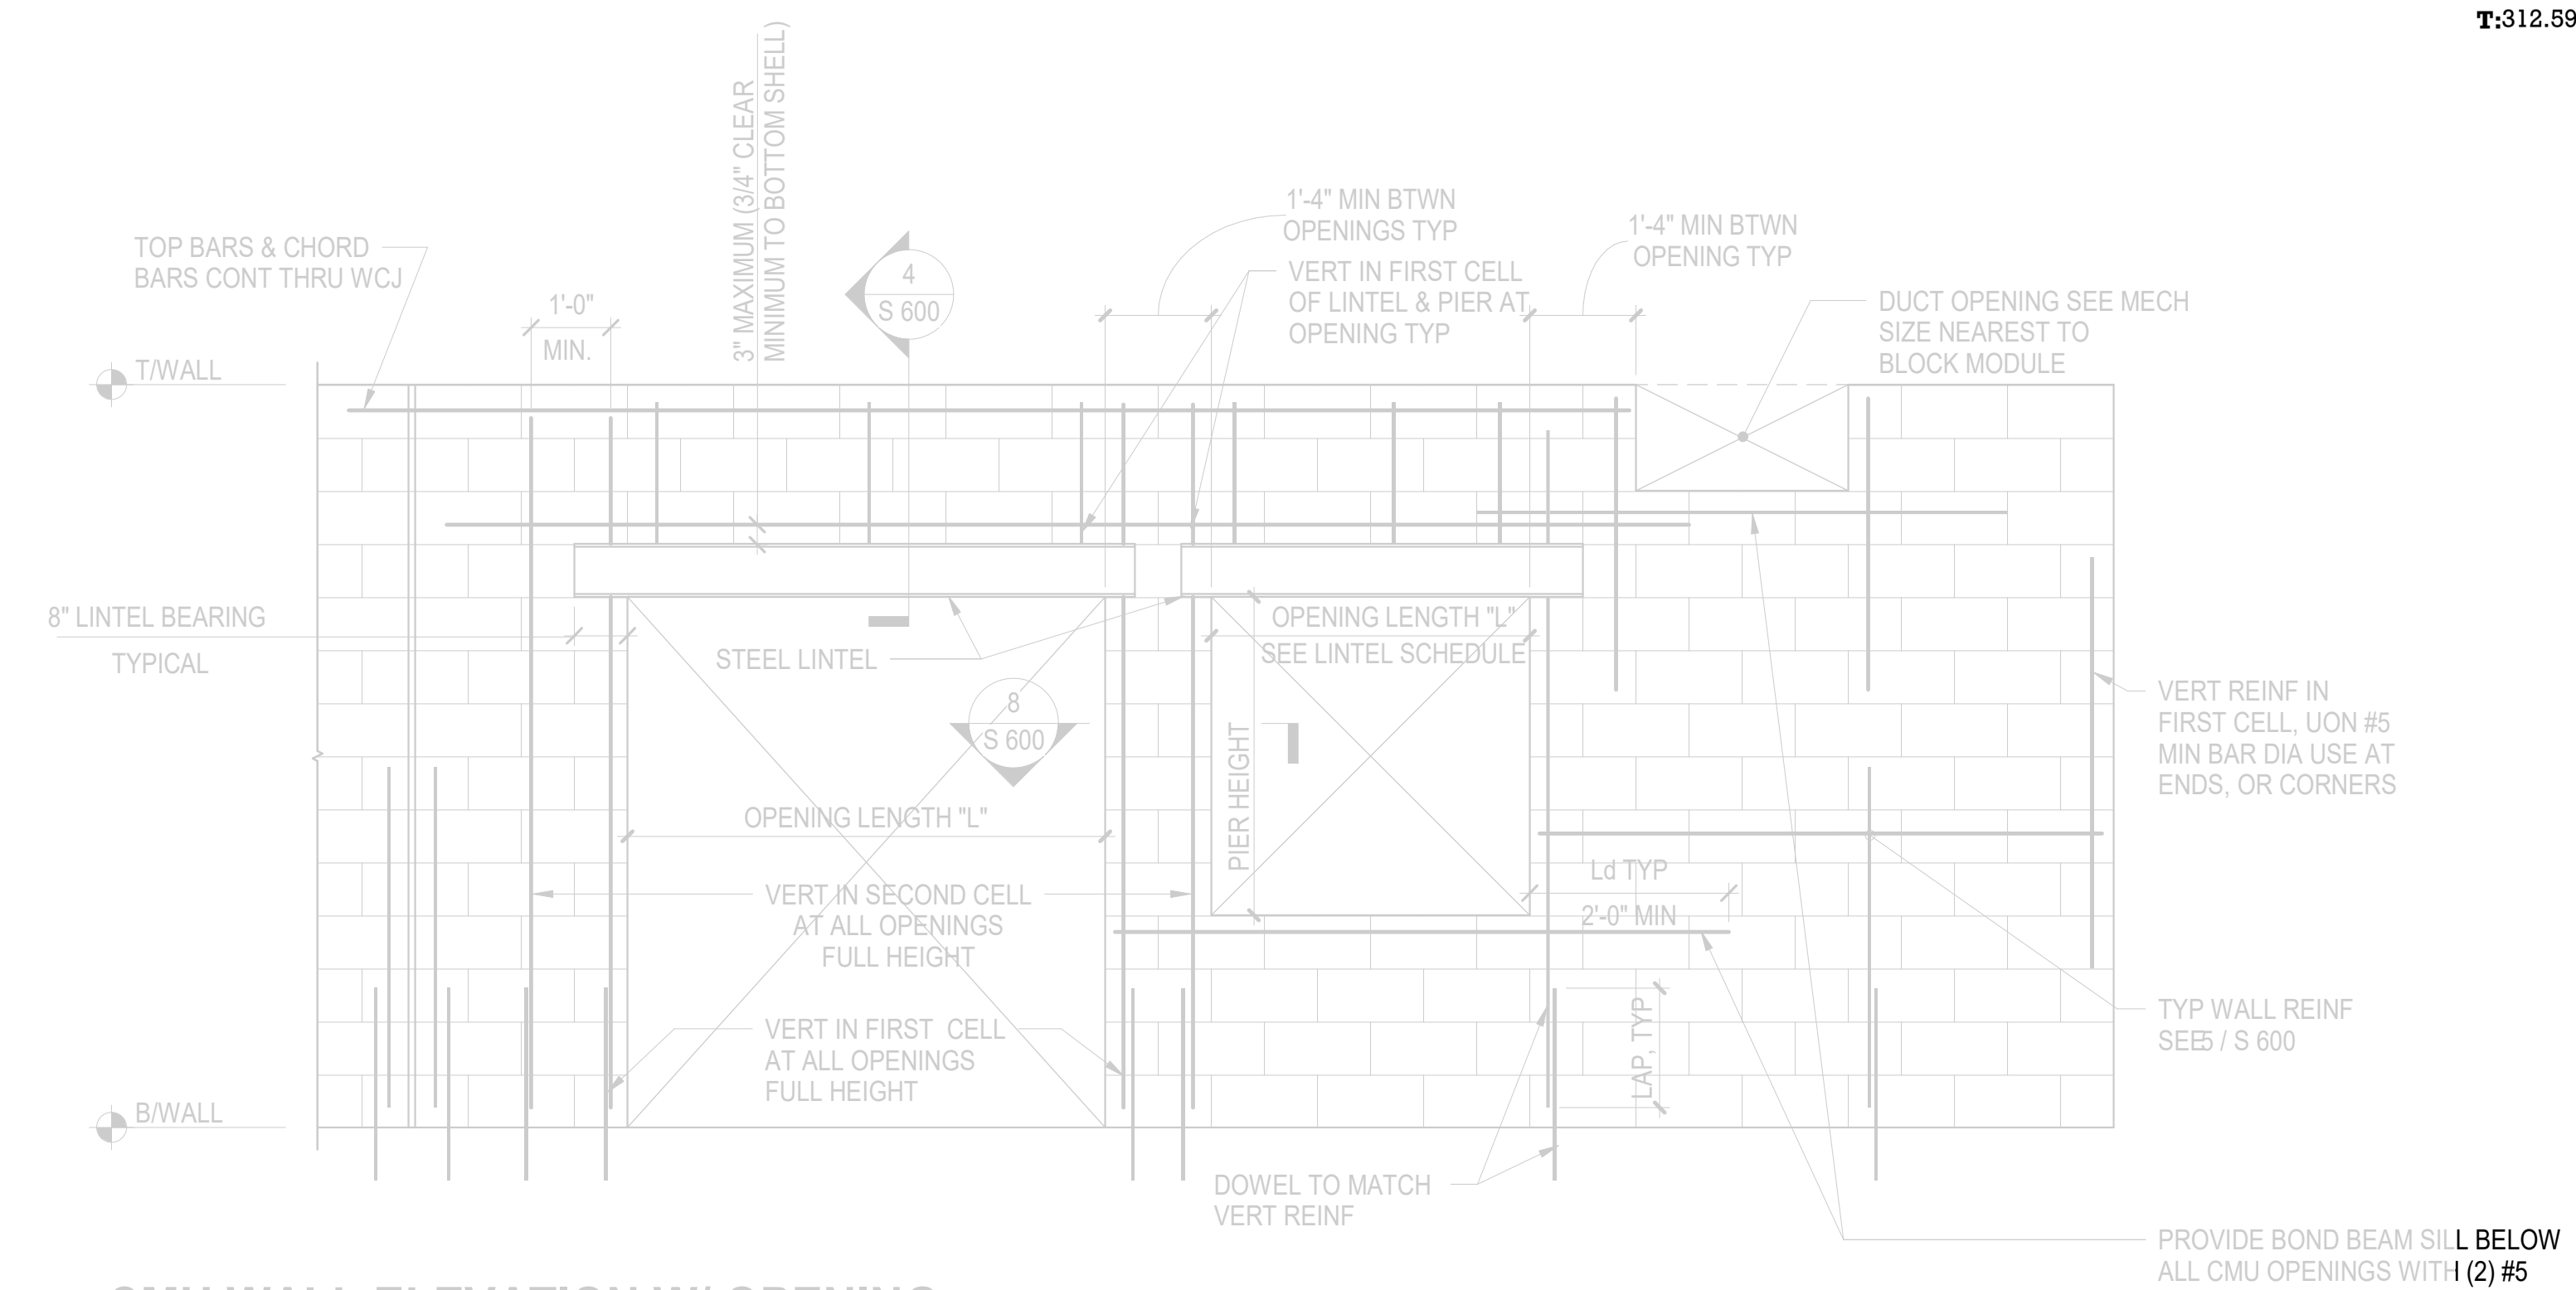 T:312.59
3" MAXIMUM (3/4" CLEAR
MINIMUM TO BOTTOM SHELL)
TOP BARS & CHORD
BARS CONT THRU WCJ
1'-0"
MIN.
4
S 600
1'-4" MIN BTWN
OPENINGS TYP
VERT IN FIRST CELL
OF LINTEL & PIER AT
OPENING TYP
1'-4" MIN BTWN
OPENING TYP
DUCT OPENING SEE MECH
SIZE NEAREST TO
BLOCK MODULE
T/WALL
8" LINTEL BEARING
TYPICAL
STEEL LINTEL
OPENING LENGTH "L"
SEE LINTEL SCHEDULE
8
S 600
PIER HEIGHT
VERT REINF IN
FIRST CELL, UON #5
MIN BAR DIA USE AT
ENDS, OR CORNERS
OPENING LENGTH "L"
VERT IN SECOND CELL
AT ALL OPENINGS
FULL HEIGHT
Ld TYP
2'-0" MIN
VERT IN FIRST CELL
AT ALL OPENINGS
FULL HEIGHT
LAP, TYP
TYP WALL REINF
SEE5 / S 600
B/WALL
DOWEL TO MATCH
VERT REINF
PROVIDE BOND BEAM SILL BELOW
ALL CMU OPENINGS WITH (2) #5
CMU WALL ELEVATION W/ OPENING